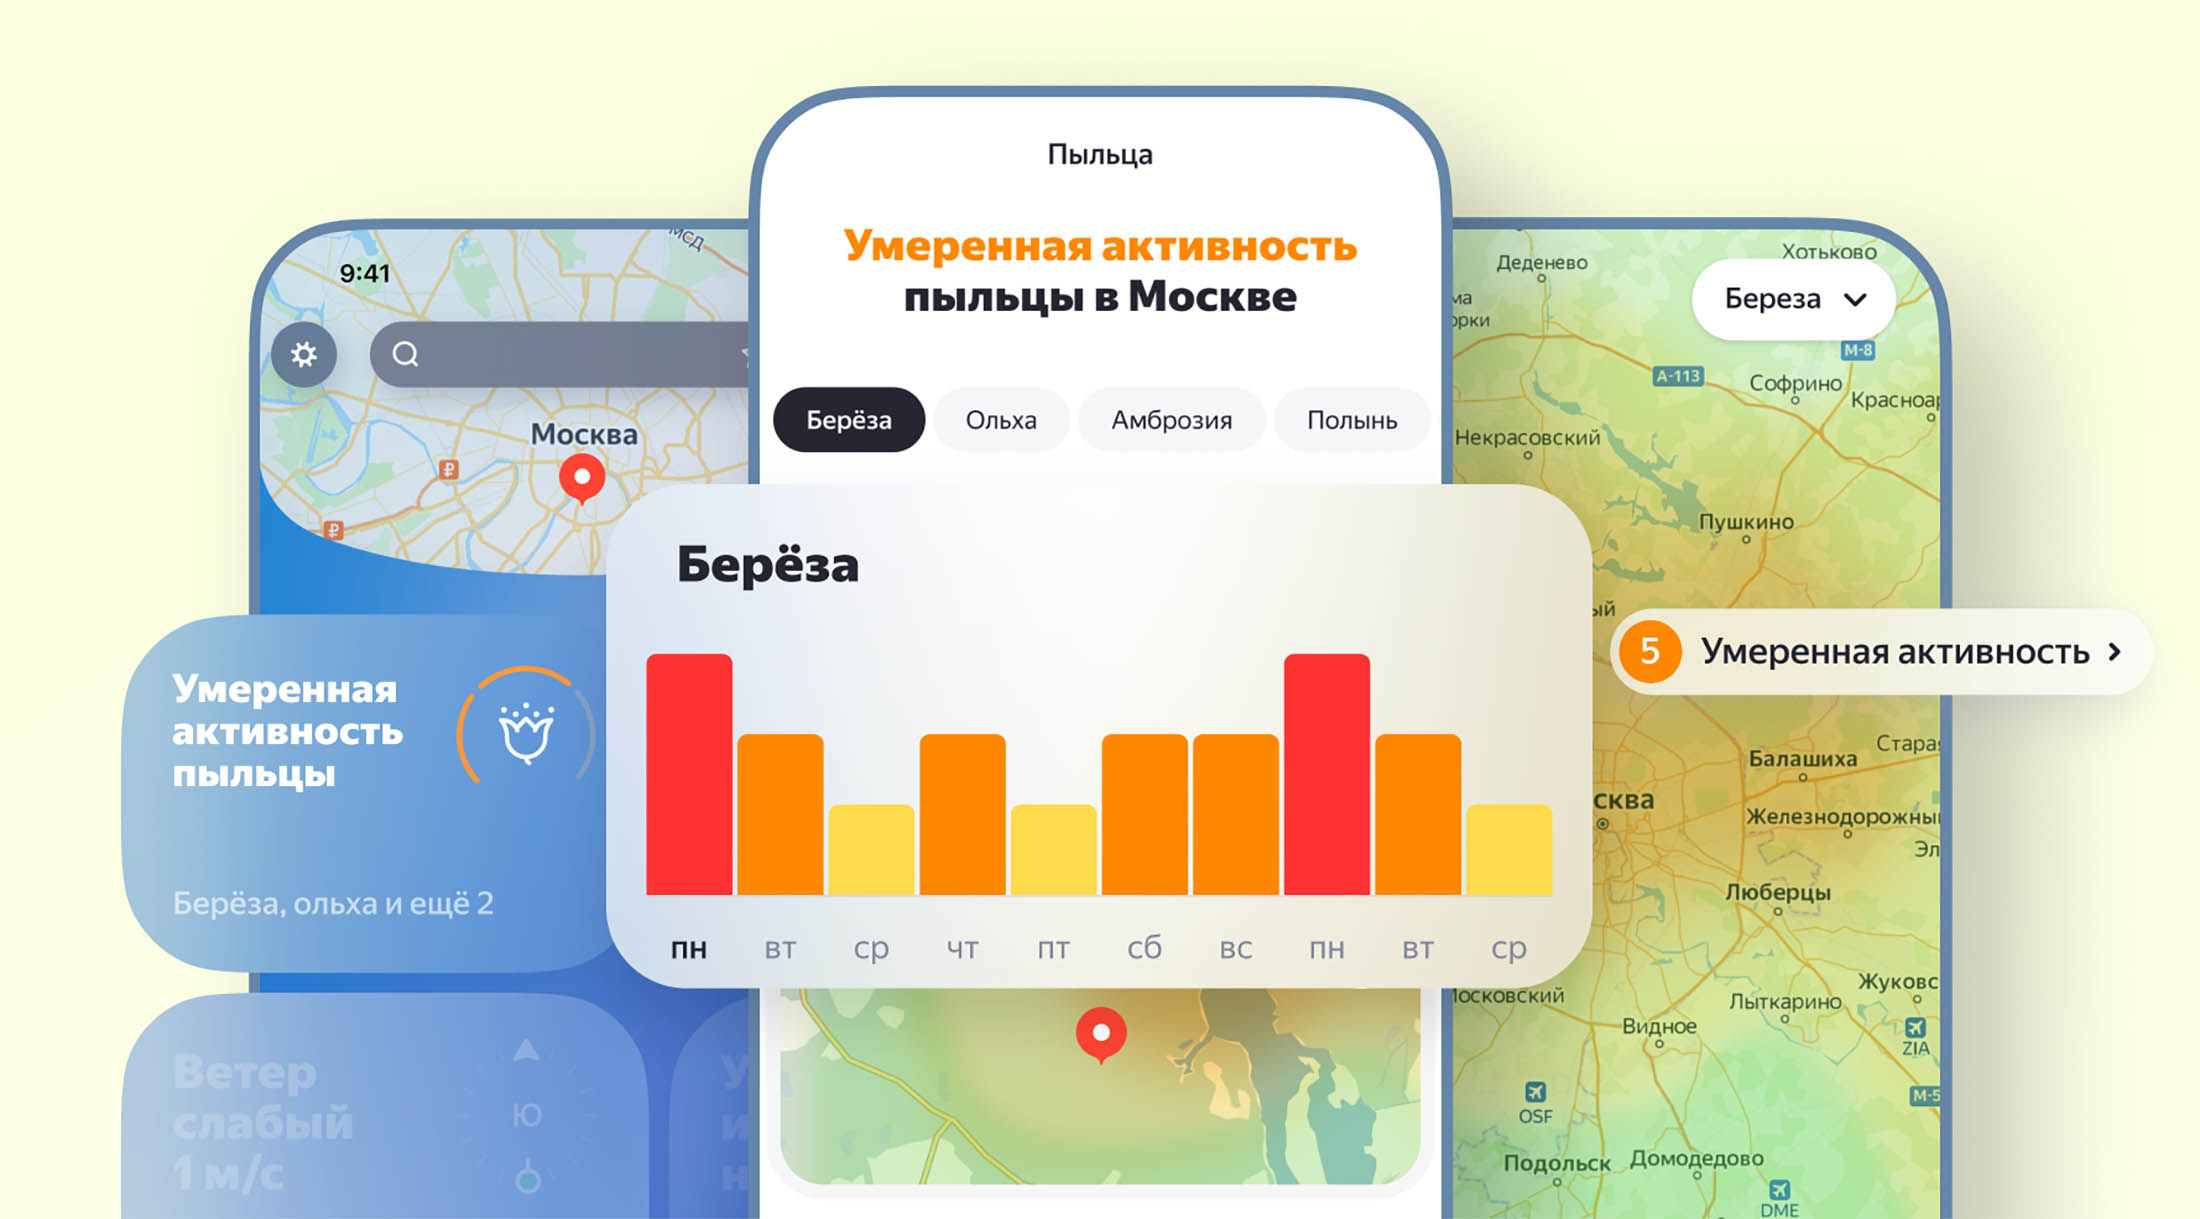 9:41
МСД
Москва
Умеренная
активность
пыльцы
Берёза, ольха и ещё 2
Ветер
слабый
1 м/с
Ю
Пыльца
Умеренная активность
пыльцы в Москве
Берёза
Ольха
Амброзия
Полынь
Берёза
пн
вт
ср
чт
пт
сб
вс
пн
вт
ср
Деденево
Хотьково
Береза
М-8
А-113
Софрино
Красноар
Некрасовский
Пушкино
ый
5 Умеренная активность
Балашиха
Старая
сква
Железнодорожны
Эл
Люберцы
Жуковс
осковский
Лыткарино
Видное
ZIA
OSF
М-5
Подольск
Домодедово
DME